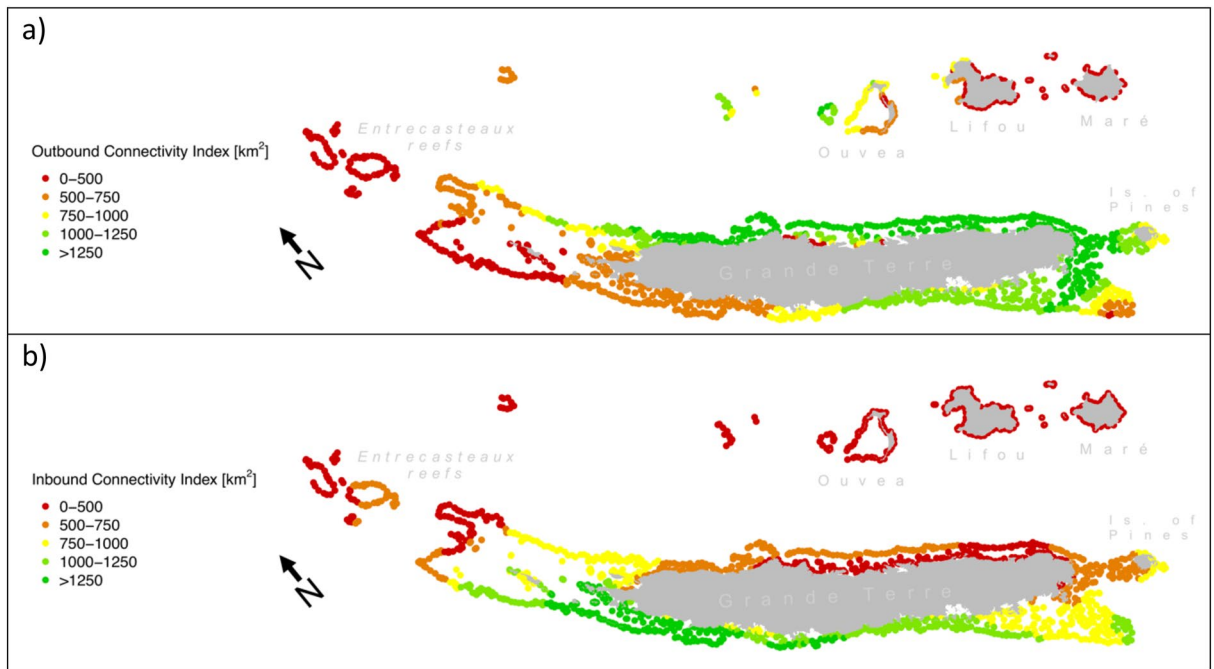 a)
Entrecasteaux
reefs
Outbound Connectivity Index [km²]
0–500
500–750
750–1000
1000–1250
>1250
N
Ouvea
Lifou
Maré
Is. of
Pines
Grande Terre
b)
Entrecasteaux
reefs
Inbound Connectivity Index [km²]
0–500
500–750
750–1000
1000–1250
>1250
N
Ouvea
Lifou
Maré
Is. of
Pines
Grande Terre